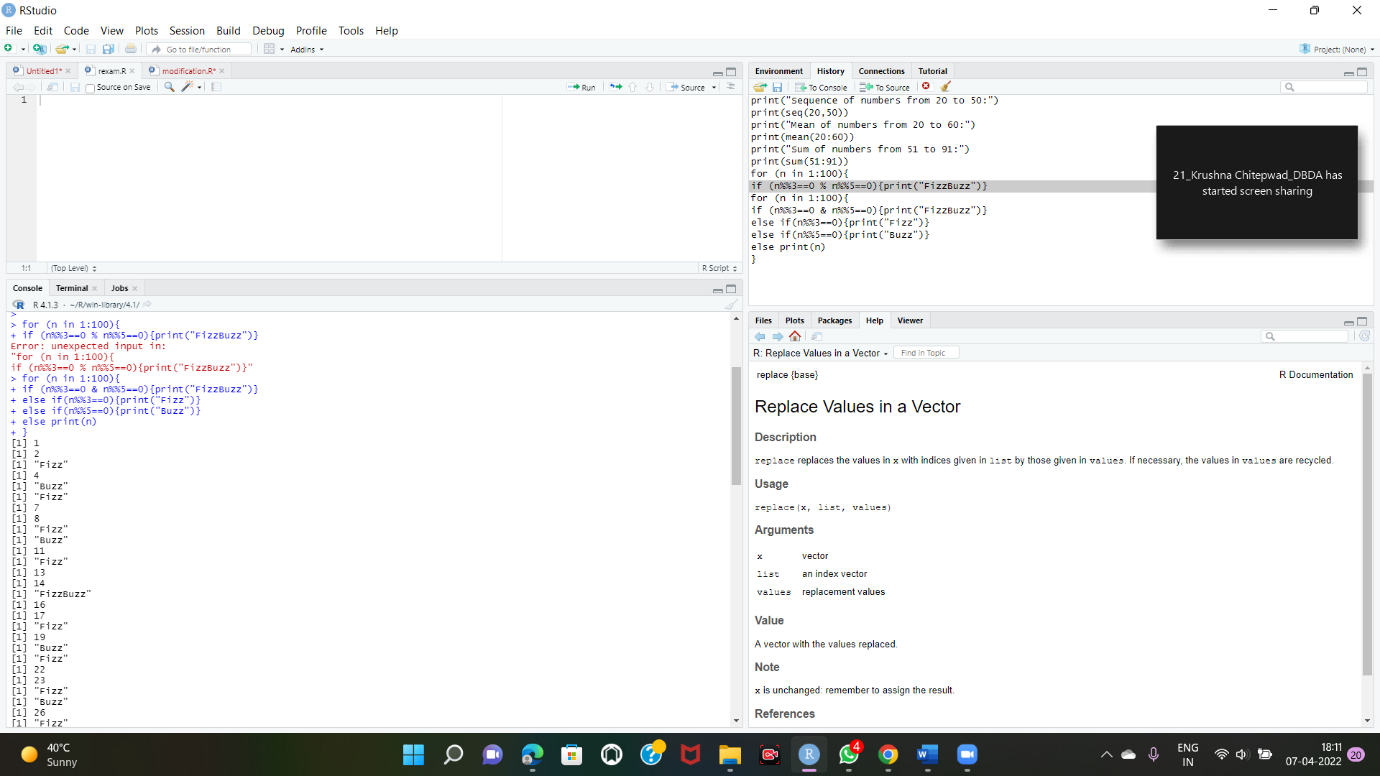 RStudio
File Edit Code View Plots Session Build Debug Profile Tools Help
Go to file/function Addins Project: (None)
Untitled1* rexam.R modification.R*
Source on Save Run Source
1
1:1 (Top Level) R Script
Console Terminal Jobs
R 4.1.3 · ~/R/win-library/4.1/
>
> for (n in 1:100){
+ if (n%%3==0 % n%%5==0){print("FizzBuzz")}
Error: unexpected input in:
"for (n in 1:100){
if (n%%3==0 % n%%5==0){print("FizzBuzz")}"
> for (n in 1:100){
+ if (n%%3==0 & n%%5==0){print("FizzBuzz")}
+ else if(n%%3==0){print("Fizz")}
+ else if(n%%5==0){print("Buzz")}
+ else print(n)
+ }
[1] 1
[1] 2
[1] "Fizz"
[1] 4
[1] "Buzz"
[1] "Fizz"
[1] 7
[1] 8
[1] "Fizz"
[1] "Buzz"
[1] 11
[1] "Fizz"
[1] 13
[1] 14
[1] "FizzBuzz"
[1] 16
[1] 17
[1] "Fizz"
[1] 19
[1] "Buzz"
[1] "Fizz"
[1] 22
[1] 23
[1] "Fizz"
[1] "Buzz"
[1] 26
[1] "Fizz"
Environment History Connections Tutorial
To Console To Source
print("Sequence of numbers from 20 to 50:")
print(seq(20,50))
print("Mean of numbers from 20 to 60:")
print(mean(20:60))
print("Sum of numbers from 51 to 91:")
print(sum(51:91))
for (n in 1:100){
if (n%%3==0 % n%%5==0){print("FizzBuzz")}
for (n in 1:100){
if (n%%3==0 & n%%5==0){print("FizzBuzz")}
else if(n%%3==0){print("Fizz")}
else if(n%%5==0){print("Buzz")}
else print(n)
}
21_Krushna Chitepwad_DBDA has
started screen sharing
Files Plots Packages Help Viewer
R: Replace Values in a Vector Find in Topic
replace {base} R Documentation
Replace Values in a Vector
Description
replace replaces the values in x with indices given in list by those given in values. If necessary, the values in values are recycled.
Usage
replace(x, list, values)
Arguments
x vector
list an index vector
values replacement values
Value
A vector with the values replaced.
Note
x is unchanged: remember to assign the result.
References
40°C
Sunny
4
ENG
IN
18:11
07-04-2022
20